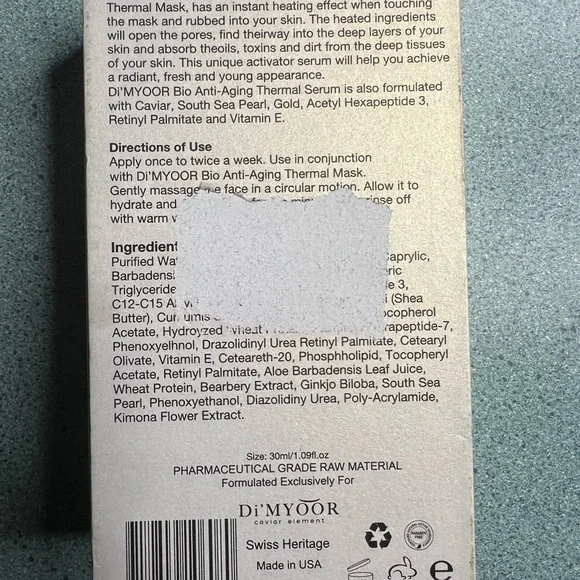 Thermal Mask, has an instant heating effect when touching
the mask and rubbed into your skin. The heated ingredients
will open the pores, find theirway into the deep layers of your
skin and absorb theoils, toxins and dirt from the deep tissues
of your skin. This unique activator serum will help you achieve
a radiant, fresh and young appearance.
Di'MYOOR Bio Anti-Aging Thermal Serum is also formulated
with Caviar, South Sea Pearl, Gold, Acetyl Hexapeptide 3,
Retinyl Palmitate and Vitamin E.
Directions of Use
Apply once to twice a week. Use in conjunction
with Di'MYOOR Bio Anti-Aging Thermal Mask.
Gently massage face in a circular motion. Allow it to
hydrate and rinse off
with warm
Ingredient
Purified Caprylic,
Triglyceride 3,
C12-C15 (Shea
Butter),
Acetate, Hydroyzed
Phenoxyelhnol, Drazolidinyl Urea Retinyl Palmitate, Cetearyl
Olivate, Vitamin E, Ceteareth-20, Phosphholipid, Tocopheryl
Acetate, Retinyl Palmitate, Aloe Barbadensis Leaf Juice,
Wheat Protein, Bearbery Extract, Ginkjo Biloba, South Sea
Pearl, Phenoxyethanol, Diazolidiny Urea, Poly-Acrylamide,
Kimona Flower Extract.
Size: 30ml/1.09fl.oz
PHARMACEUTICAL GRADE RAW MATERIAL
Formulated Exclusively For
Di'MYOOR
caviar element
Swiss Heritage
Made in USA
e